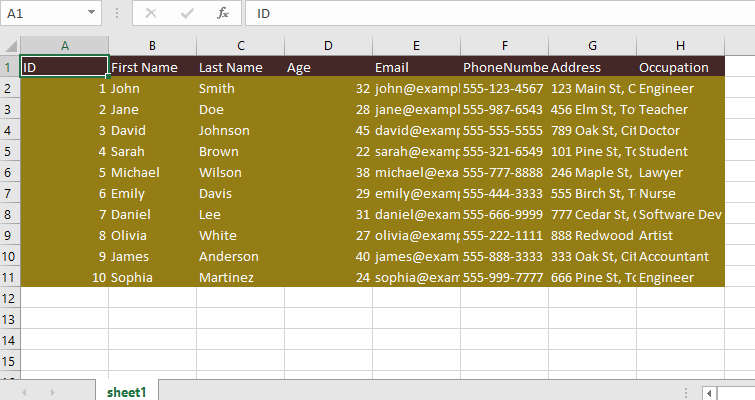 A1 fx ID
A B C D E F G H
1 ID First Name Last Name Age Email PhoneNumbe Address Occupation
2 1 John Smith 32 john@exampl 555-123-4567 123 Main St, C Engineer
3 2 Jane Doe 28 jane@exampl 555-987-6543 456 Elm St, To Teacher
4 3 David Johnson 45 david@examp 555-555-5555 789 Oak St, Cit Doctor
5 4 Sarah Brown 22 sarah@examp 555-321-6549 101 Pine St, To Student
6 5 Michael Wilson 38 michael@exa 555-777-8888 246 Maple St, Lawyer
7 6 Emily Davis 29 emily@examp 555-444-3333 555 Birch St, T Nurse
8 7 Daniel Lee 31 daniel@exam 555-666-9999 777 Cedar St, Software Dev
9 8 Olivia White 27 olivia@examp 555-222-1111 888 Redwood Artist
10 9 James Anderson 40 james@exam 555-888-3333 333 Oak St, Cit Accountant
11 10 Sophia Martinez 24 sophia@exam 555-999-7777 666 Pine St, To Engineer
12
13
14
15
sheet1